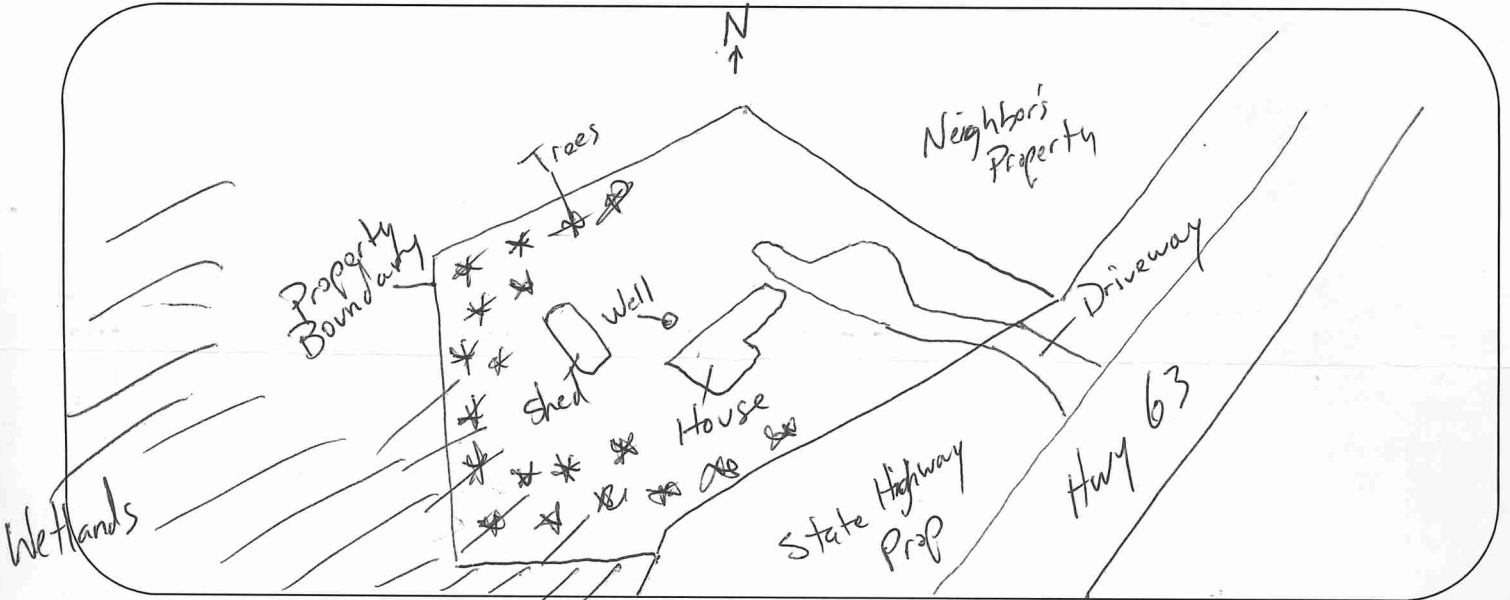 N
↑
Neighbor's
Property
Trees
Property
Boundary
Driveway
Well
Shed
House
63
Hwy
State Highway
Prop
Wetlands